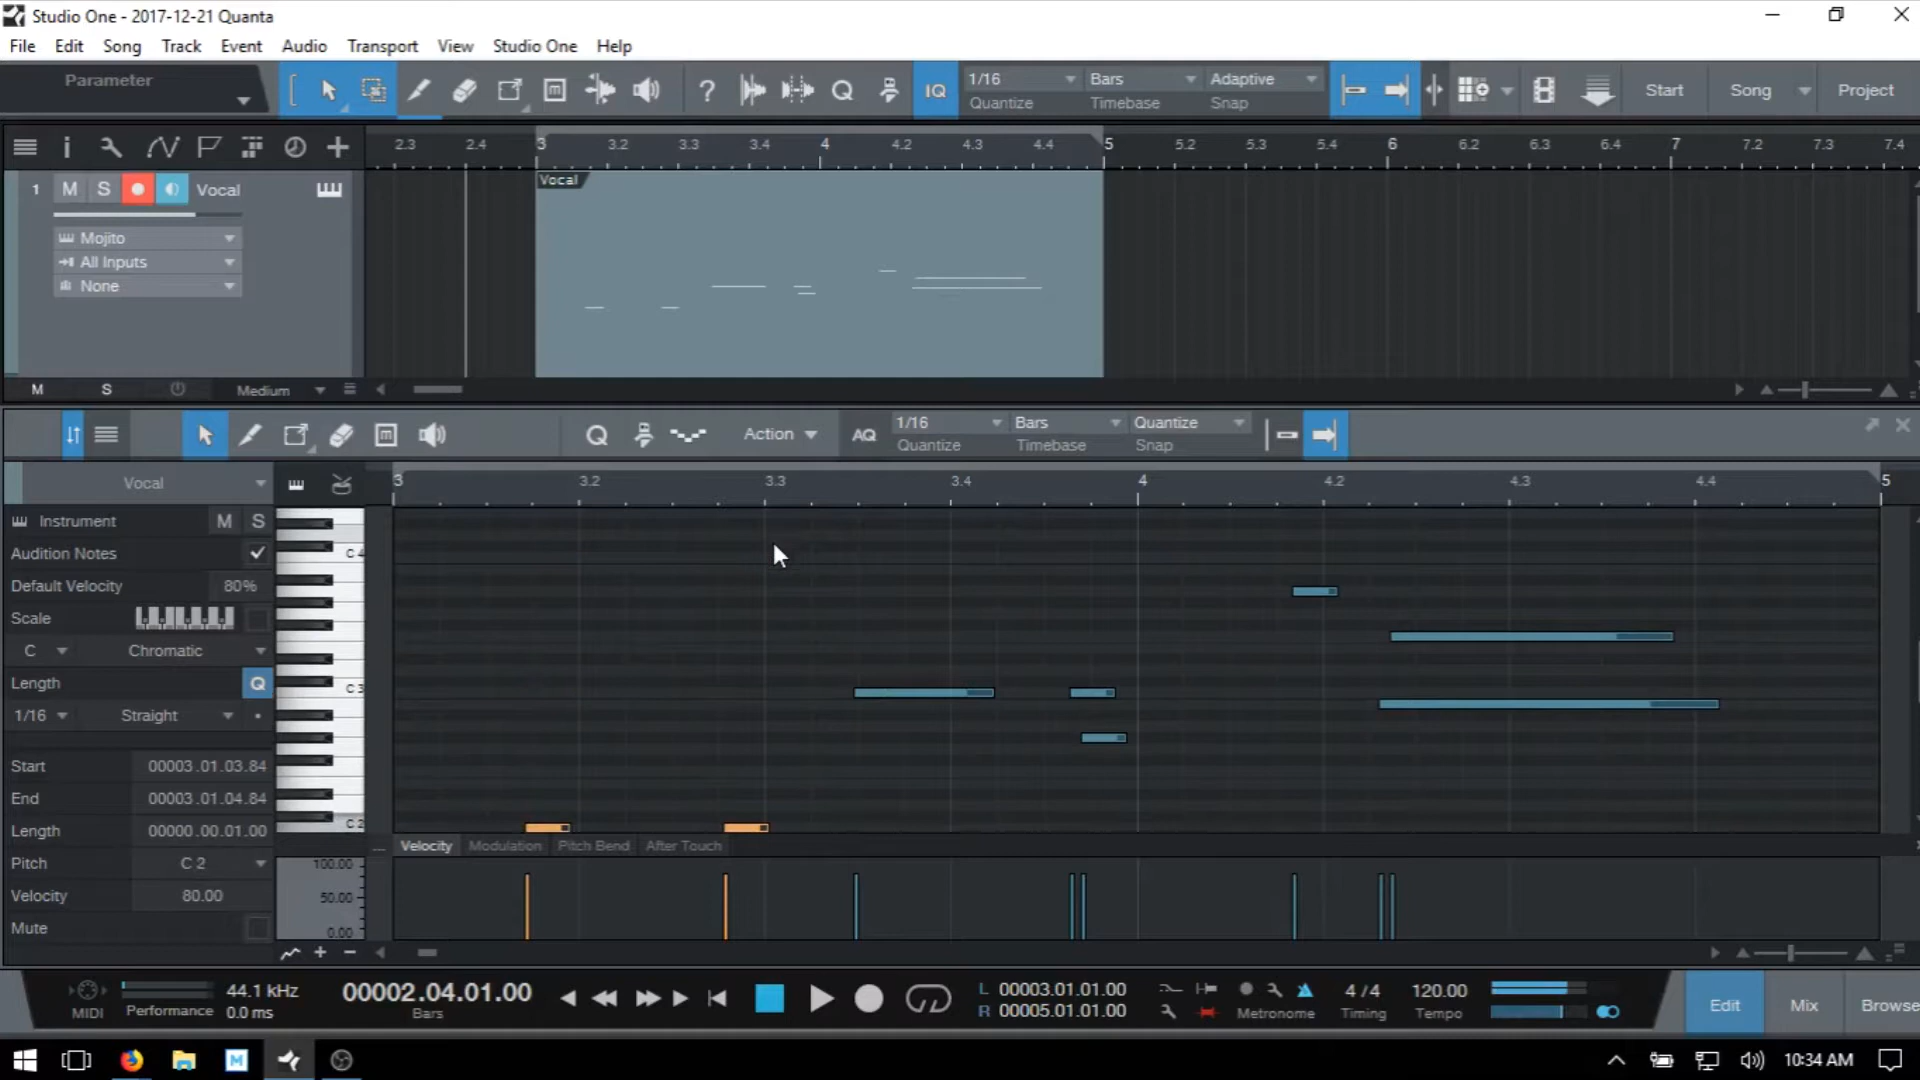 Studio One - 2017-12-21 Quanta
File Edit Song Track Event Audio Transport View Studio One Help
Parameter
? Q IQ 1/16 Bars Adaptive
Quantize Timebase Snap
Start Song Project
i 2.3 2.4 3 3.2 3.3 3.4 4 4.2 4.3 4.4 5 5.2 5.3 5.4 6 6.2 6.3 6.4 7 7.2 7.3 7.4
1 M S Vocal
Vocal
Mojito
All Inputs
None
M S Medium
Q Action AQ 1/16 Bars Quantize
Quantize Timebase Snap
Vocal 3 3.2 3.3 3.4 4 4.2 4.3 4.4 5
Instrument M S
Audition Notes
C 4
Default Velocity 80%
Scale
C Chromatic
Length Q
C 3
1/16 Straight
Start 00003.01.03.84
End 00003.01.04.84
Length 00000.00.01.00
C 2
Velocity Modulation Pitch Bend After Touch
Pitch C 2
100.00
Velocity 80.00
50.00
Mute
0.00
MIDI
Performance
44.1 kHz
0.0 ms
00002.04.01.00
Bars
L 00003.01.01.00
R 00005.01.01.00
Metronome
4 / 4
Timing
120.00
Tempo
Edit Mix Browse
M
10:34 AM